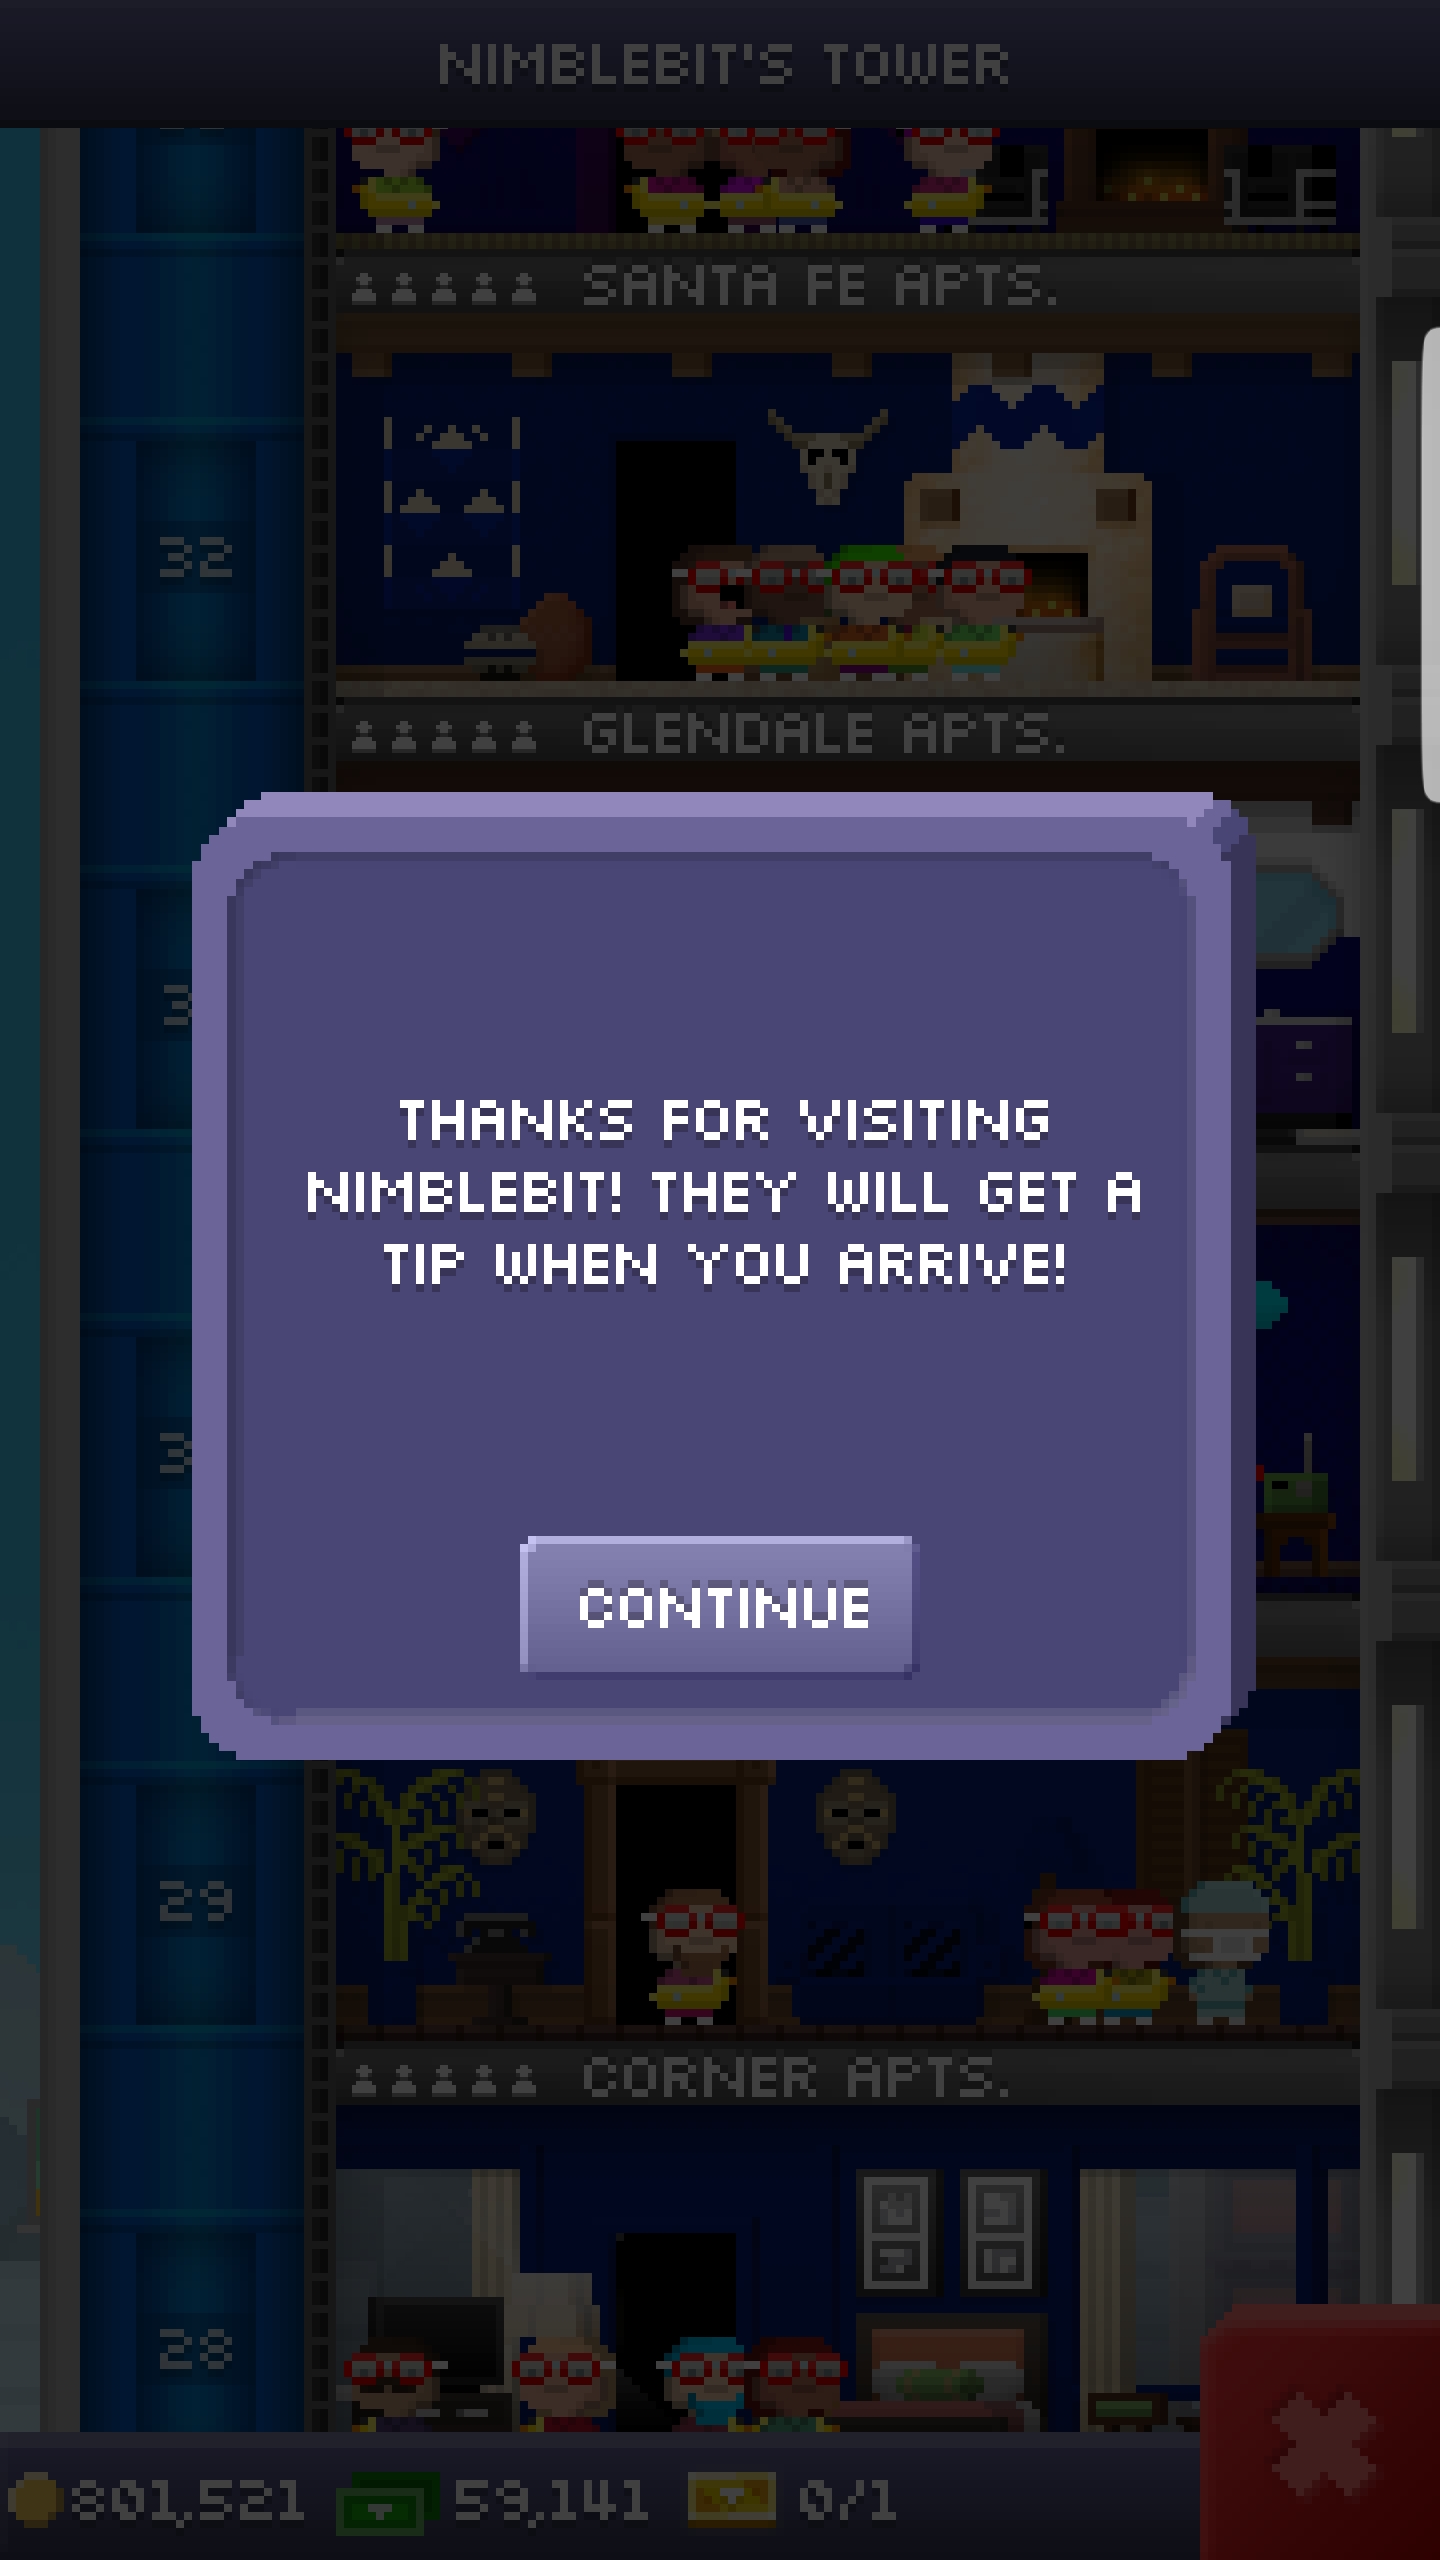 NIMBLEBIT'S TOWER
SANTA FE APTS.
32
GLENDALE APTS.
THANKS FOR VISITING
NIMBLEBIT! THEY WILL GET A
TIP WHEN YOU ARRIVE!
CONTINUE
29
CORNER APTS.
28
801,521 59,141 0/1